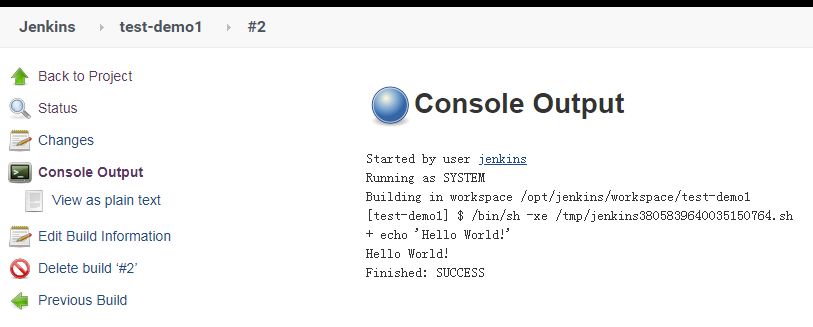 Jenkins test-demo1 #2
Back to Project
Status
Changes
Console Output
View as plain text
Edit Build Information
Delete build ‘#2’
Previous Build
Console Output
Started by user jenkins
Running as SYSTEM
Building in workspace /opt/jenkins/workspace/test-demo1
[test-demo1] $ /bin/sh -xe /tmp/jenkins3805839640035150764.sh
+ echo 'Hello World!'
Hello World!
Finished: SUCCESS